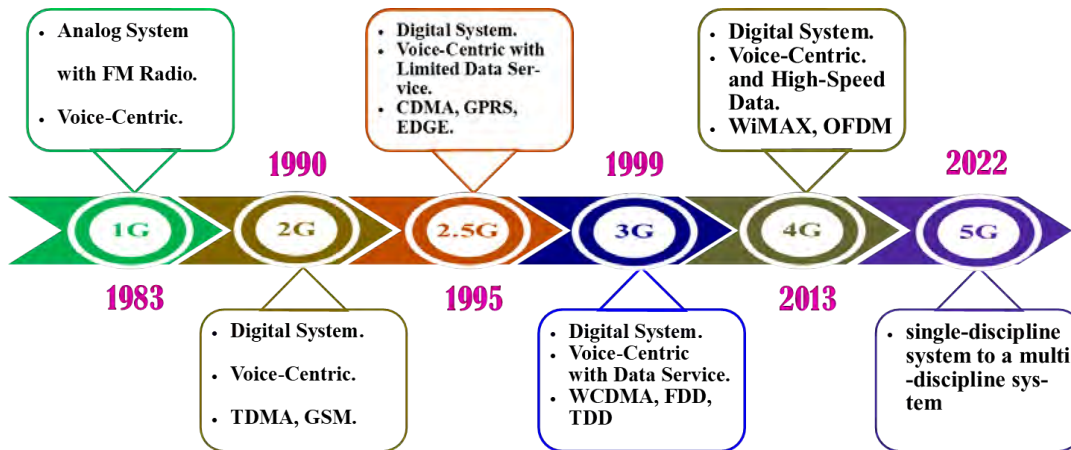 • Analog System
with FM Radio.
• Voice-Centric.
• Digital System.
• Voice-Centric with
Limited Data Ser-
vice.
• CDMA, GPRS,
EDGE.
• Digital System.
• Voice-Centric.
and High-Speed
Data.
• WiMAX, OFDM
1990
1999
2022
1G
2G
2.5G
3G
4G
5G
1983
1995
2013
• Digital System.
• Voice-Centric.
• TDMA, GSM.
• Digital System.
• Voice-Centric
with Data Service.
• WCDMA, FDD,
TDD
• single-discipline
system to a multi
-discipline sys-
tem